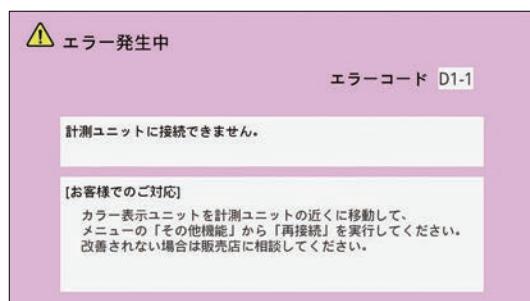 エラー発生中
エラーコード D1-1
計測ユニットに接続できません。
[お客様でのご対応]
カラー表示ユニットを計測ユニットの近くに移動して、
メニューの「その他機能」から「再接続」を実行してください。
改善されない場合は販売店に相談してください。